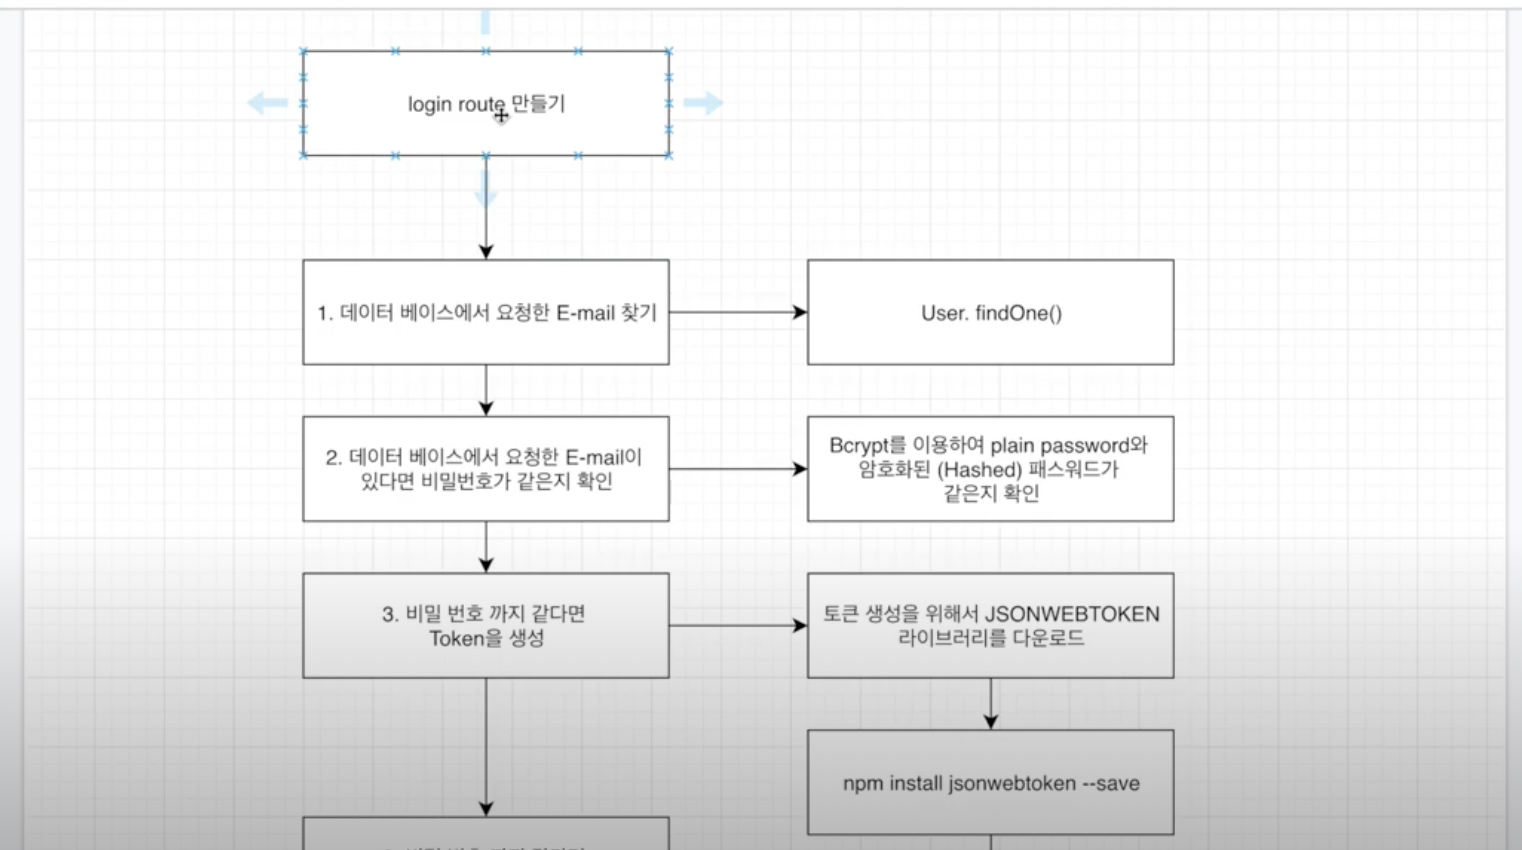 login route 만들기
1. 데이터 베이스에서 요청한 E-mail 찾기
User. findOne()
2. 데이터 베이스에서 요청한 E-mail이
있다면 비밀번호가 같은지 확인
Bcrypt를 이용하여 plain password와
암호화된 (Hashed) 패스워드가
같은지 확인
3. 비밀 번호 까지 같다면
Token을 생성
토큰 생성을 위해서 JSONWEBTOKEN
라이브러리를 다운로드
npm install jsonwebtoken --save